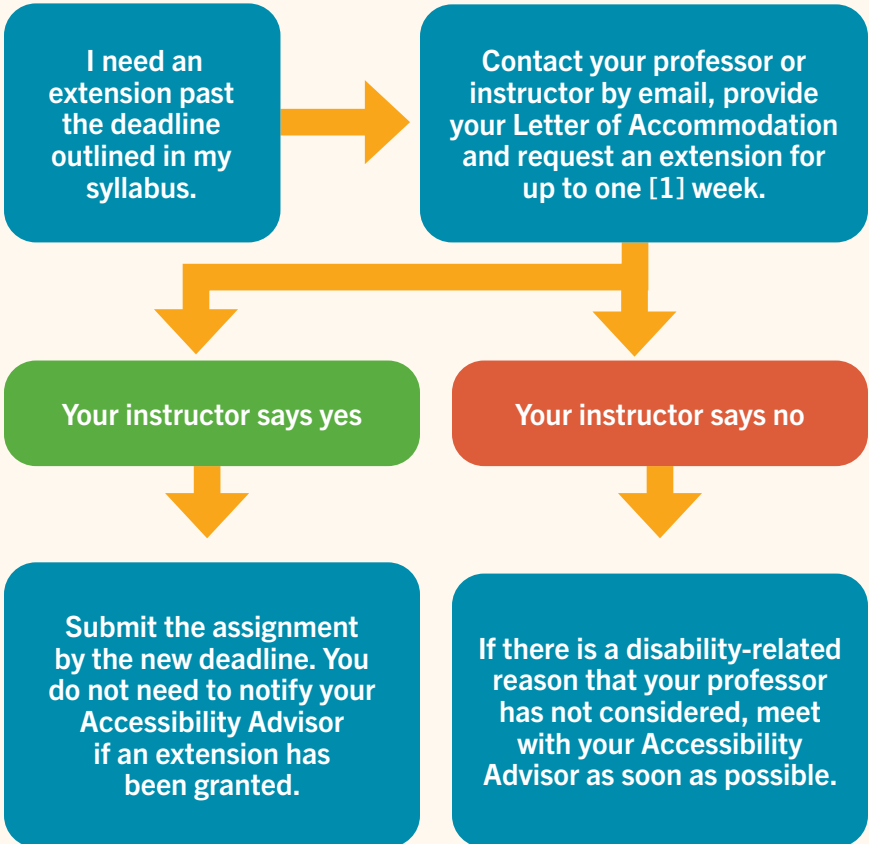 I need an
extension past
the deadline
outlined in my
syllabus.
Contact your professor or
instructor by email, provide
your Letter of Accommodation
and request an extension for
up to one [1] week.
Your instructor says yes
Your instructor says no
Submit the assignment
by the new deadline. You
do not need to notify your
Accessibility Advisor
if an extension has
been granted.
If there is a disability-related
reason that your professor
has not considered, meet
with your Accessibility
Advisor as soon as possible.